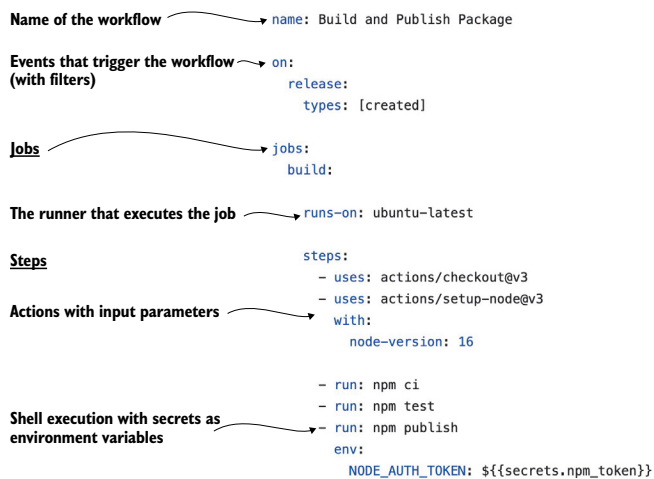 Name of the workflow
name: Build and Publish Package
Events that trigger the workflow
(with filters)
on:
release:
types: [created]
Jobs
jobs:
build:
The runner that executes the job
runs-on: ubuntu-latest
Steps
steps:
- uses: actions/checkout@v3
- uses: actions/setup-node@v3
Actions with input parameters
with:
node-version: 16
- run: npm ci
- run: npm test
Shell execution with secrets as
environment variables
- run: npm publish
env:
NODE_AUTH_TOKEN: ${{secrets.npm_token}}